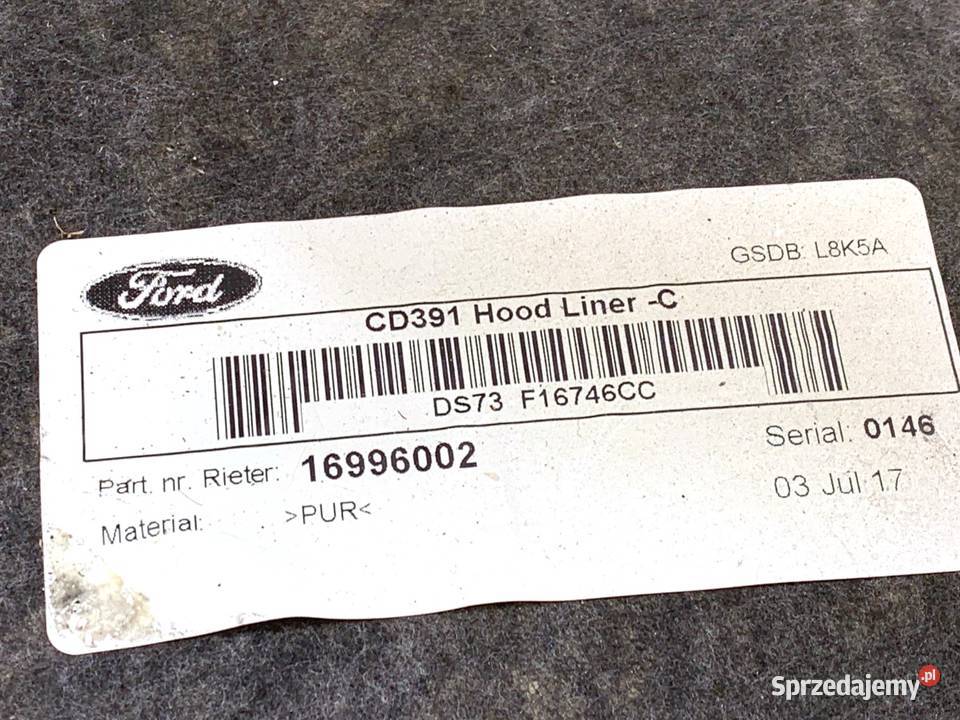 GSDB: L8K5A
Ford
CD391 Hood Liner -C
DS73 F16746CC
Part. nr. Rieter: 16996002
Serial: 0146
Material: >PUR<
03 Jul 17
Sprzedajemy.pl